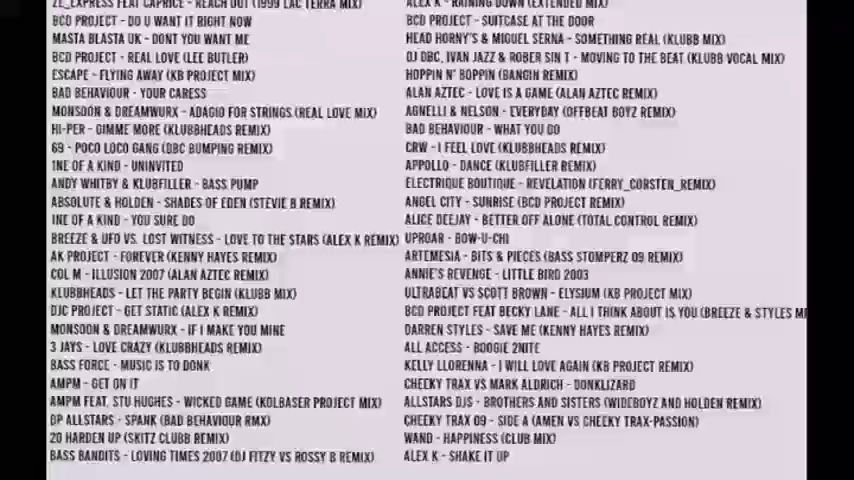 ZE_EXPRESS FEAT CAPRICE - REACH OUT (1999 LAC TERRA MIX)
BCD PROJECT - DO U WANT IT RIGHT NOW
MASTA BLASTA UK - DONT YOU WANT ME
BCD PROJECT - REAL LOVE (LEE BUTLER)
ESCAPE - FLYING AWAY (KB PROJECT MIX)
BAD BEHAVIOUR - YOUR CARESS
MONSOON & DREAMWURX - ADAGIO FOR STRINGS (REAL LOVE MIX)
HI-PER - GIMME MORE (KLUBBHEADS REMIX)
69 - POCO LOCO GANG (DBC BUMPING REMIX)
1NE OF A KIND - UNINVITED
ANDY WHITBY & KLUBFILLER - BASS PUMP
ABSOLUTE & HOLDEN - SHADES OF EDEN (STEVIE B REMIX)
1NE OF A KIND - YOU SURE DO
BREEZE & UFO VS. LOST WITNESS - LOVE TO THE STARS (ALEX K REMIX)
AK PROJECT - FOREVER (KENNY HAYES REMIX)
COL M - ILLUSION 2007 (ALAN AZTEC REMIX)
KLUBBHEADS - LET THE PARTY BEGIN (KLUBB MIX)
DJC PROJECT - GET STATIC (ALEX K REMIX)
MONSOON & DREAMWURX - IF I MAKE YOU MINE
3 JAYS - LOVE CRAZY (KLUBBHEADS REMIX)
BASS FORCE - MUSIC IS TO DONK
AMPM - GET ON IT
AMPM FEAT. STU HUGHES - WICKED GAME (KOLBASER PROJECT MIX)
DP ALLSTARS - SPANK (BAD BEHAVIOUR RMX)
20 HARDEN UP (SKITZ CLUBB REMIX)
BASS BANDITS - LOVING TIMES 2007 (DJ FITZY VS ROSSY B REMIX)
ALEX K - RAINING DOWN (EXTENDED MIX)
BCD PROJECT - SUITCASE AT THE DOOR
HEAD HORNY'S & MIGUEL SERNA - SOMETHING REAL (KLUBB MIX)
DJ DBC, IVAN JAZZ & ROBER SIN T - MOVING TO THE BEAT (KLUBB VOCAL MIX)
HOPPIN N' BOPPIN (BANGIN REMIX)
ALAN AZTEC - LOVE IS A GAME (ALAN AZTEC REMIX)
AGNELLI & NELSON - EVERYDAY (OFFBEAT BOYZ REMIX)
BAD BEHAVIOUR - WHAT YOU DO
CRW - I FEEL LOVE (KLUBBHEADS REMIX)
APPOLLO - DANCE (KLUBFILLER REMIX)
ELECTRIQUE BOUTIQUE - REVELATION (FERRY_CORSTEN_REMIX)
ANGEL CITY - SUNRISE (BCD PROJECT REMIX)
ALICE DEEJAY - BETTER OFF ALONE (TOTAL CONTROL REMIX)
UPROAR - BOW-U-CHI
ARTEMESIA - BITS & PIECES (BASS STOMPERZ 09 REMIX)
ANNIE'S REVENGE - LITTLE BIRD 2003
ULTRABEAT VS SCOTT BROWN - ELYSIUM (KB PROJECT MIX)
BCD PROJECT FEAT BECKY LANE - ALL I THINK ABOUT IS YOU (BREEZE & STYLES MI
DARREN STYLES - SAVE ME (KENNY HAYES REMIX)
ALL ACCESS - BOOGIE 2NITE
KELLY LLORENNA - I WILL LOVE AGAIN (KB PROJECT REMIX)
CHEEKY TRAX VS MARK ALDRICH - DONKLIZARD
ALLSTARS DJS - BROTHERS AND SISTERS (WIDEBOYZ AND HOLDEN REMIX)
CHEEKY TRAX 09 - SIDE A (AMEN VS CHEEKY TRAX-PASSION)
WAND - HAPPINESS (CLUB MIX)
ALEX K - SHAKE IT UP